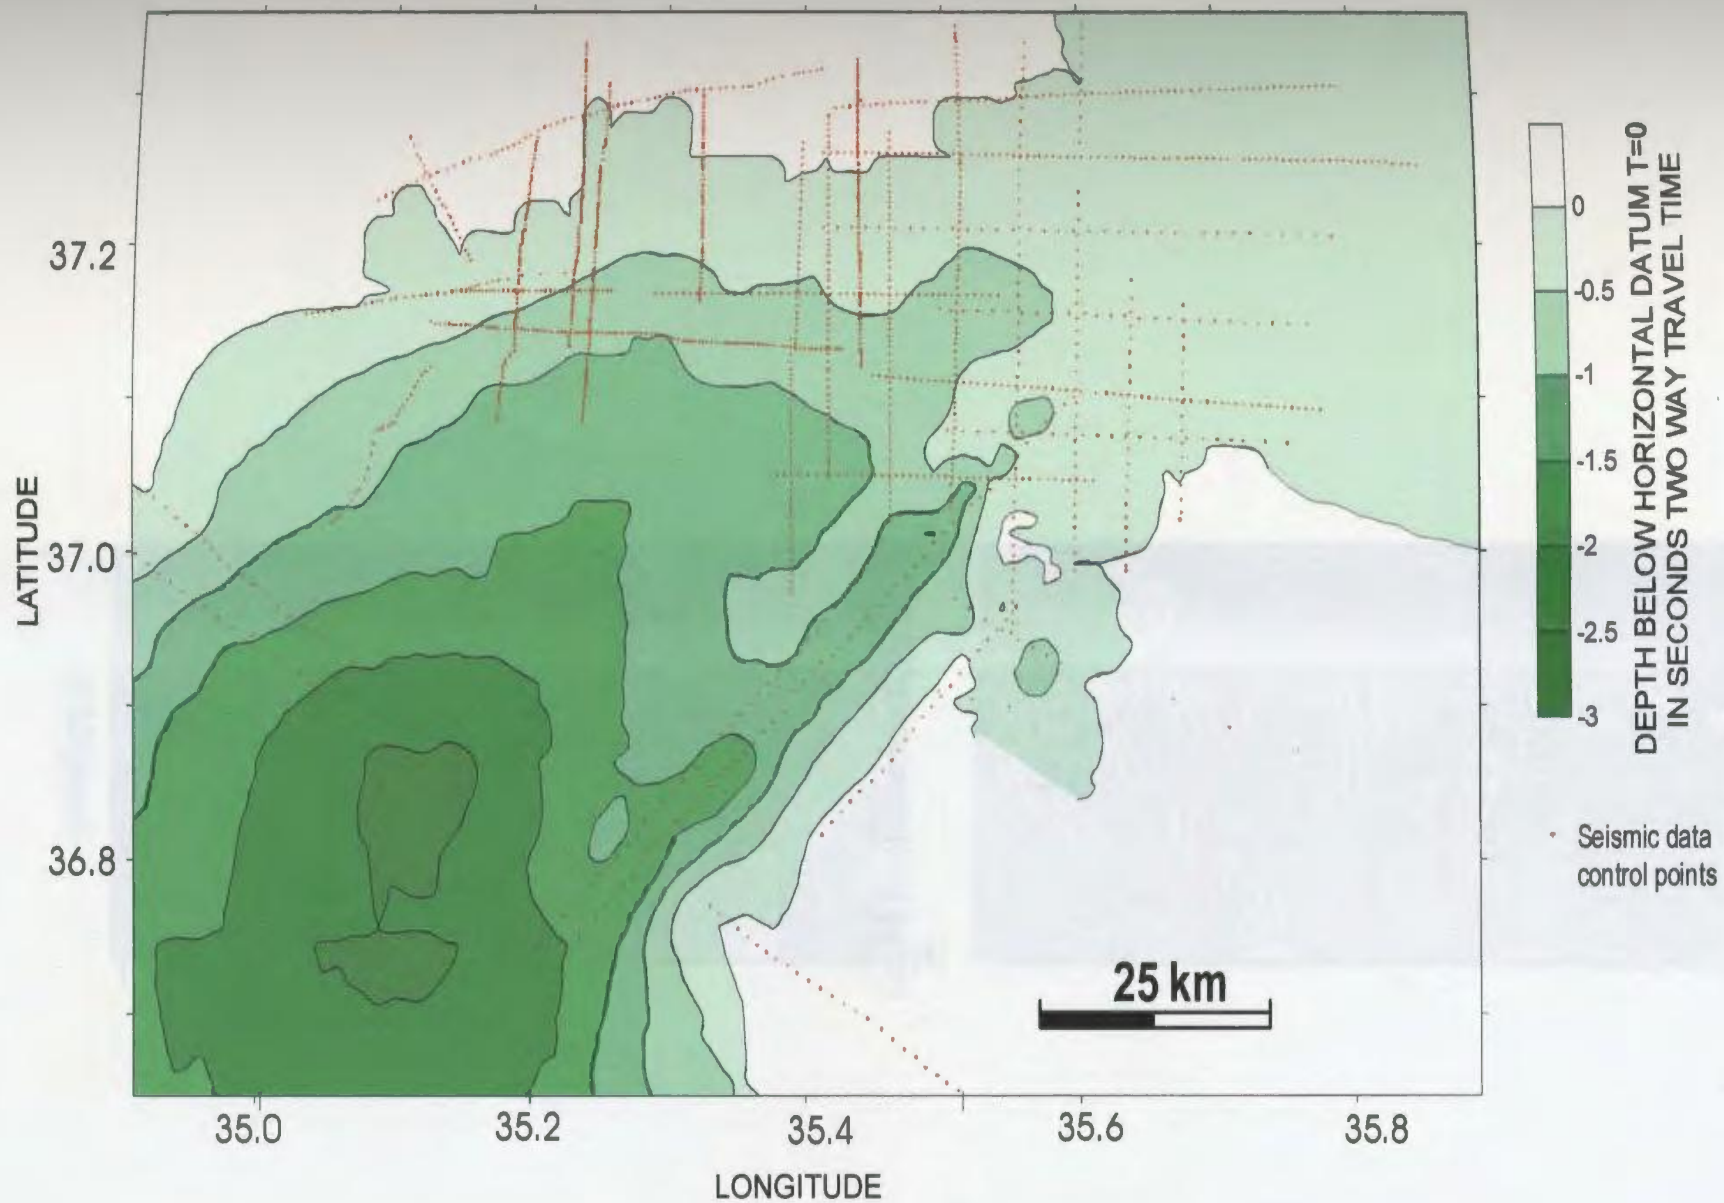 37.2
37.0
36.8
LATITUDE
35.0
35.2
35.4
35.6
35.8
LONGITUDE
25 km
0
-0.5
-1
-1.5
-2
-2.5
-3
DEPTH BELOW HORIZONTAL DATUM T=0
IN SECONDS TWO WAY TRAVEL TIME
Seismic data
control points